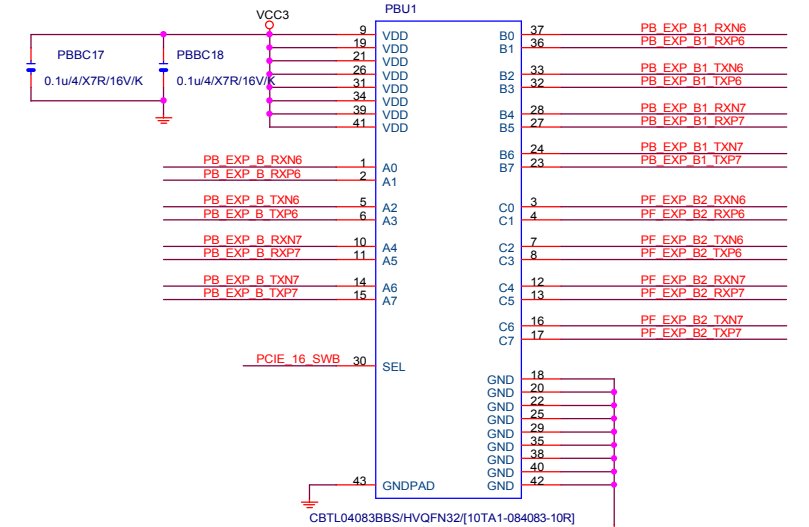 PBU1
VCC3
PBBC17
0.1u/4/X7R/16V/K
PBBC18
0.1u/4/X7R/16V/K
9 VDD
19 VDD
21 VDD
26 VDD
31 VDD
34 VDD
39 VDD
41 VDD
PB_EXP_B_RXN6 1 A0
PB_EXP_B_RXP6 2 A1
PB_EXP_B_TXN6 5 A2
PB_EXP_B_TXP6 6 A3
PB_EXP_B_RXN7 10 A4
PB_EXP_B_RXP7 11 A5
PB_EXP_B_TXN7 14 A6
PB_EXP_B_TXP7 15 A7
PCIE_16_SWB 30 SEL
43 GNDPAD
B0 37 PB_EXP_B1_RXN6
B1 36 PB_EXP_B1_RXP6
B2 33 PB_EXP_B1_TXN6
B3 32 PB_EXP_B1_TXP6
B4 28 PB_EXP_B1_RXN7
B5 27 PB_EXP_B1_RXP7
B6 24 PB_EXP_B1_TXN7
B7 23 PB_EXP_B1_TXP7
C0 3 PF_EXP_B2_RXN6
C1 4 PF_EXP_B2_RXP6
C2 7 PF_EXP_B2_TXN6
C3 8 PF_EXP_B2_TXP6
C4 12 PF_EXP_B2_RXN7
C5 13 PF_EXP_B2_RXP7
C6 16 PF_EXP_B2_TXN7
C7 17 PF_EXP_B2_TXP7
GND 18
GND 20
GND 22
GND 25
GND 29
GND 35
GND 38
GND 40
GND 42
CBTL04083BBS/HVQFN32/[10TA1-084083-10R]